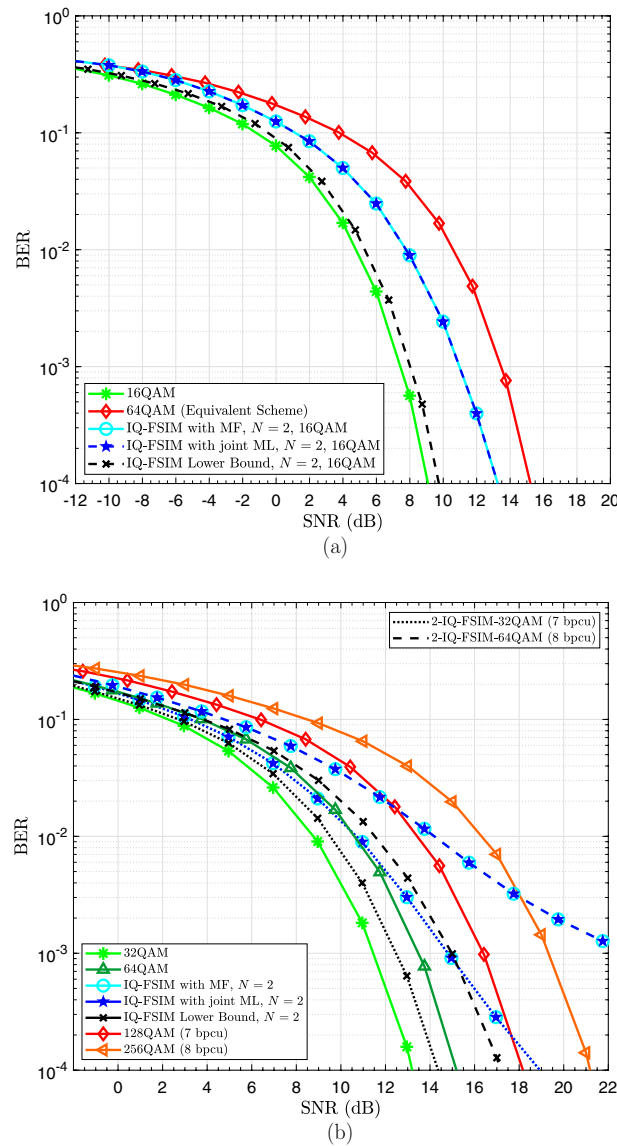 10^0
10^-1
10^-2
10^-3
10^-4
BER
16QAM
64QAM (Equivalent Scheme)
IQ-FSIM with MF, N = 2, 16QAM
IQ-FSIM with joint ML, N = 2, 16QAM
IQ-FSIM Lower Bound, N = 2, 16QAM
-12 -10 -8 -6 -4 -2 0 2 4 6 8 10 12 14 16 18 20
SNR (dB)
(a)
10^0
10^-1
10^-2
10^-3
10^-4
BER
2-IQ-FSIM-32QAM (7 bpcu)
2-IQ-FSIM-64QAM (8 bpcu)
32QAM
64QAM
IQ-FSIM with MF, N = 2
IQ-FSIM with joint ML, N = 2
IQ-FSIM Lower Bound, N = 2
128QAM (7 bpcu)
256QAM (8 bpcu)
0 2 4 6 8 10 12 14 16 18 20 22
SNR (dB)
(b)